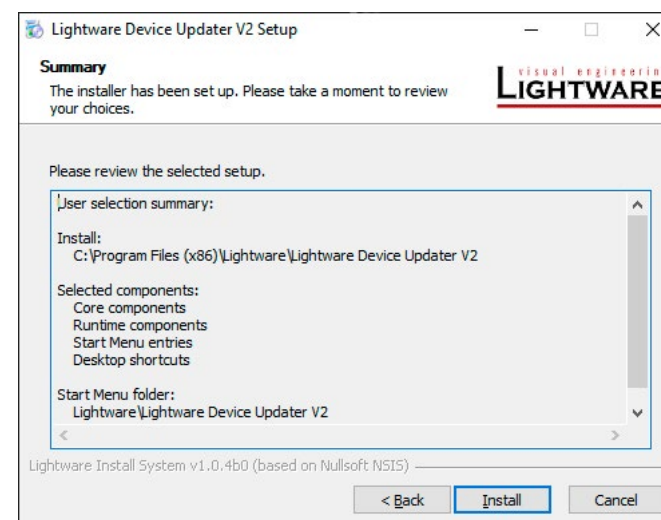 Lightware Device Updater V2 Setup
Summary
The installer has been set up. Please take a moment to review
your choices.
visual engineerin
LIGHTWARE
Please review the selected setup.
User selection summary:
Install:
C:\Program Files (x86)\Lightware\Lightware Device Updater V2
Selected components:
Core components
Runtime components
Start Menu entries
Desktop shortcuts
Start Menu folder:
Lightware\Lightware Device Updater V2
Lightware Install System v1.0.4b0 (based on Nullsoft NSIS)
< Back
Install
Cancel